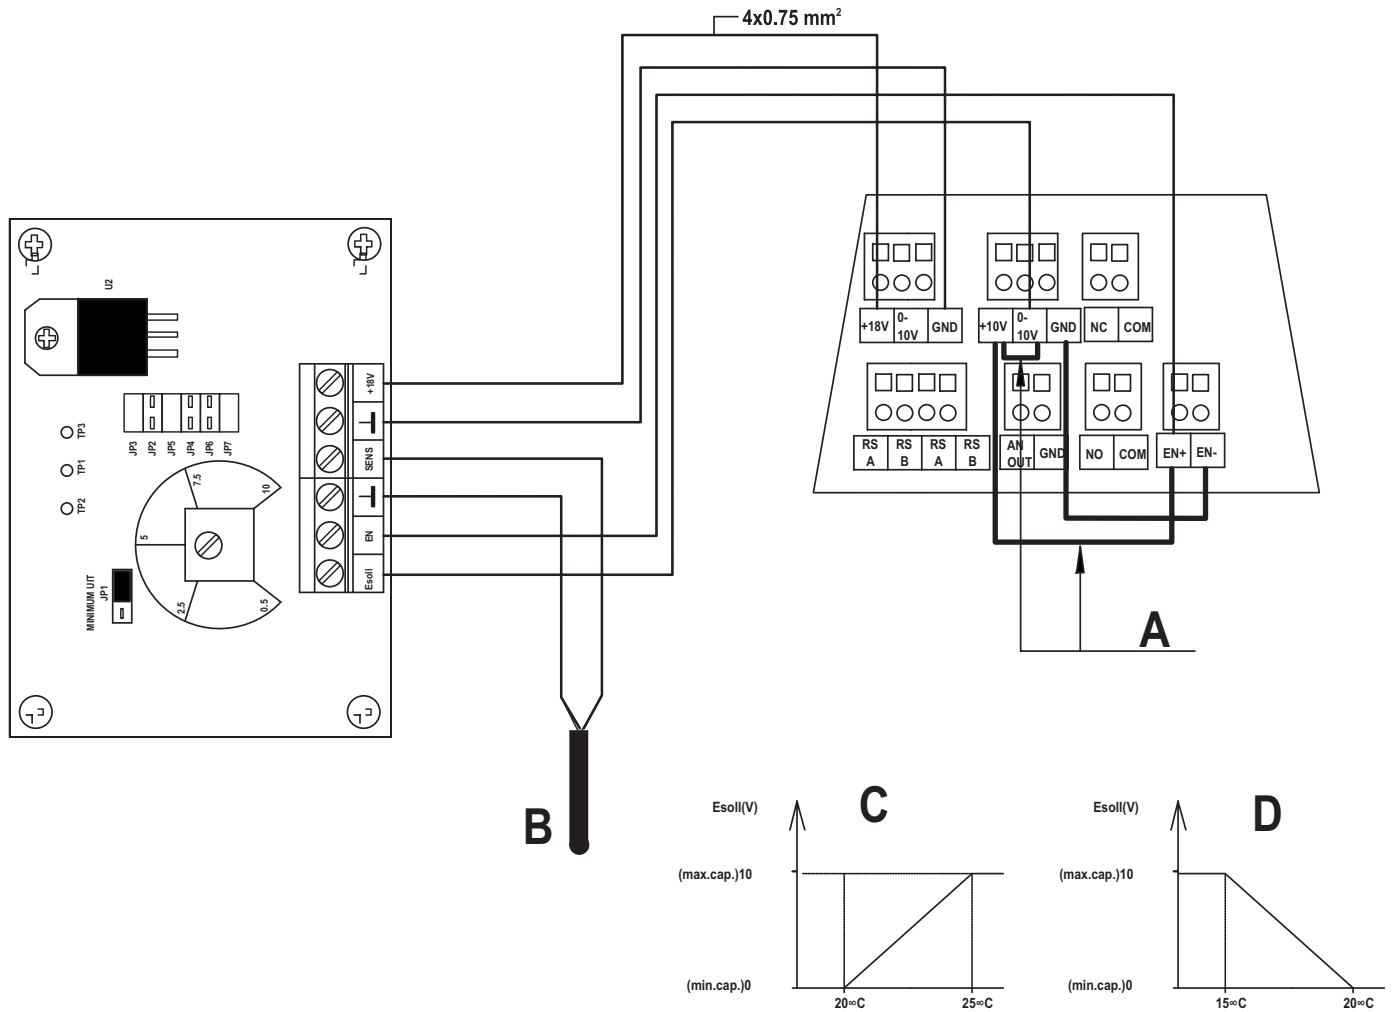 4x0.75 mm²
U2
+18V
SENS
EN
Esoll
TP3
TP1
TP2
JP3
JP2
JP5
JP4
JP6
JP7
7.5
10
5
2.5
0.5
MINIMUM UIT
JP1
+18V
0-
10V
GND
+10V
0-
10V
GND
NC
COM
RS
A
RS
B
RS
A
RS
B
AN
OUT
GND
NO
COM
EN+
EN-
A
B
C
Esoll(V)
(max.cap.)10
(min.cap.)0
20∞C
25∞C
D
Esoll(V)
(max.cap.)10
(min.cap.)0
15∞C
20∞C